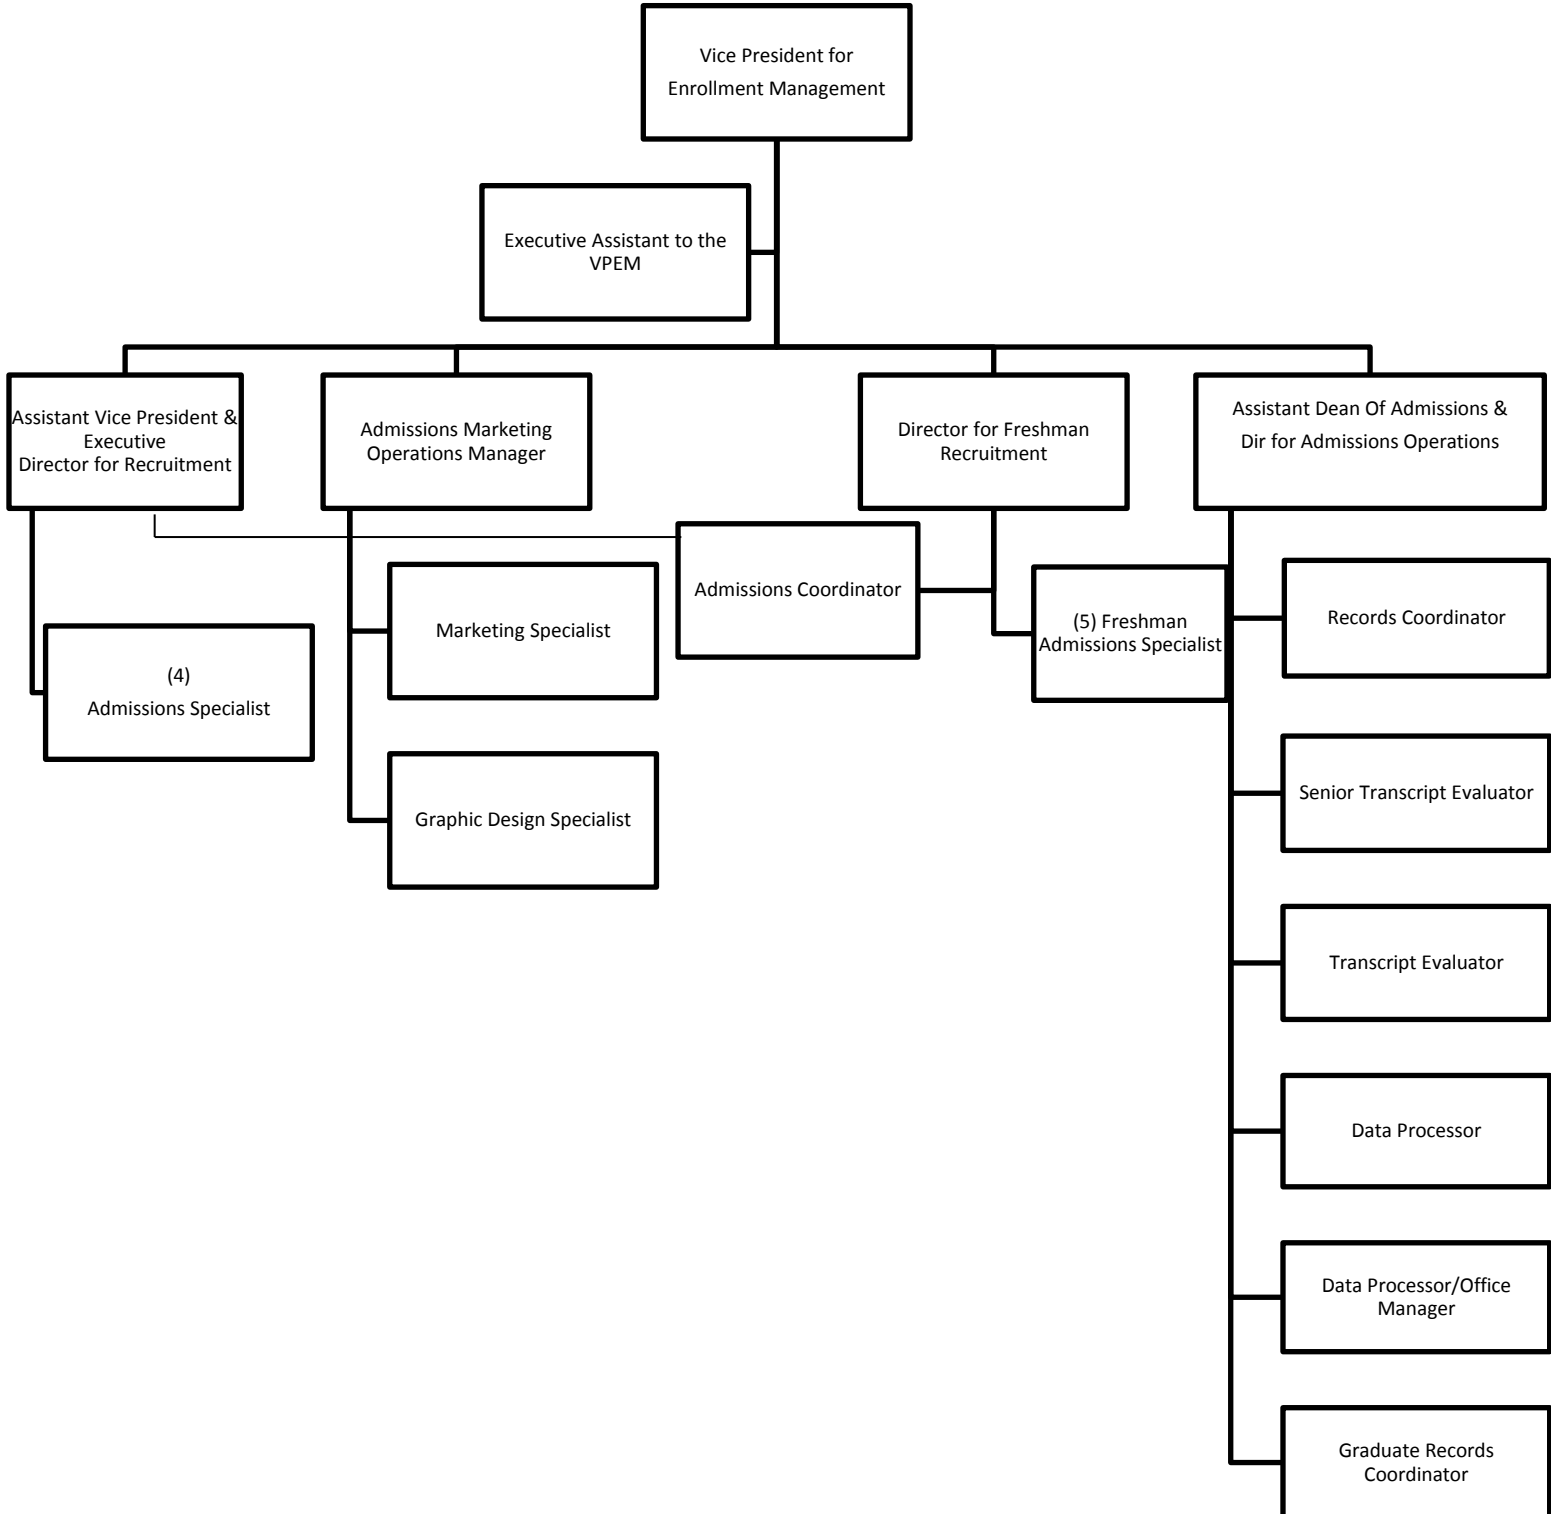 Vice President for
Enrollment Management
Executive Assistant to the
VPEM
Assistant Vice President &
Executive
Director for Recruitment
Admissions Marketing
Operations Manager
Director for Freshman
Recruitment
Assistant Dean Of Admissions &
Dir for Admissions Operations
(4)
Admissions Specialist
Marketing Specialist
Graphic Design Specialist
Admissions Coordinator
(5) Freshman
Admissions Specialist
Records Coordinator
Senior Transcript Evaluator
Transcript Evaluator
Data Processor
Data Processor/Office
Manager
Graduate Records
Coordinator